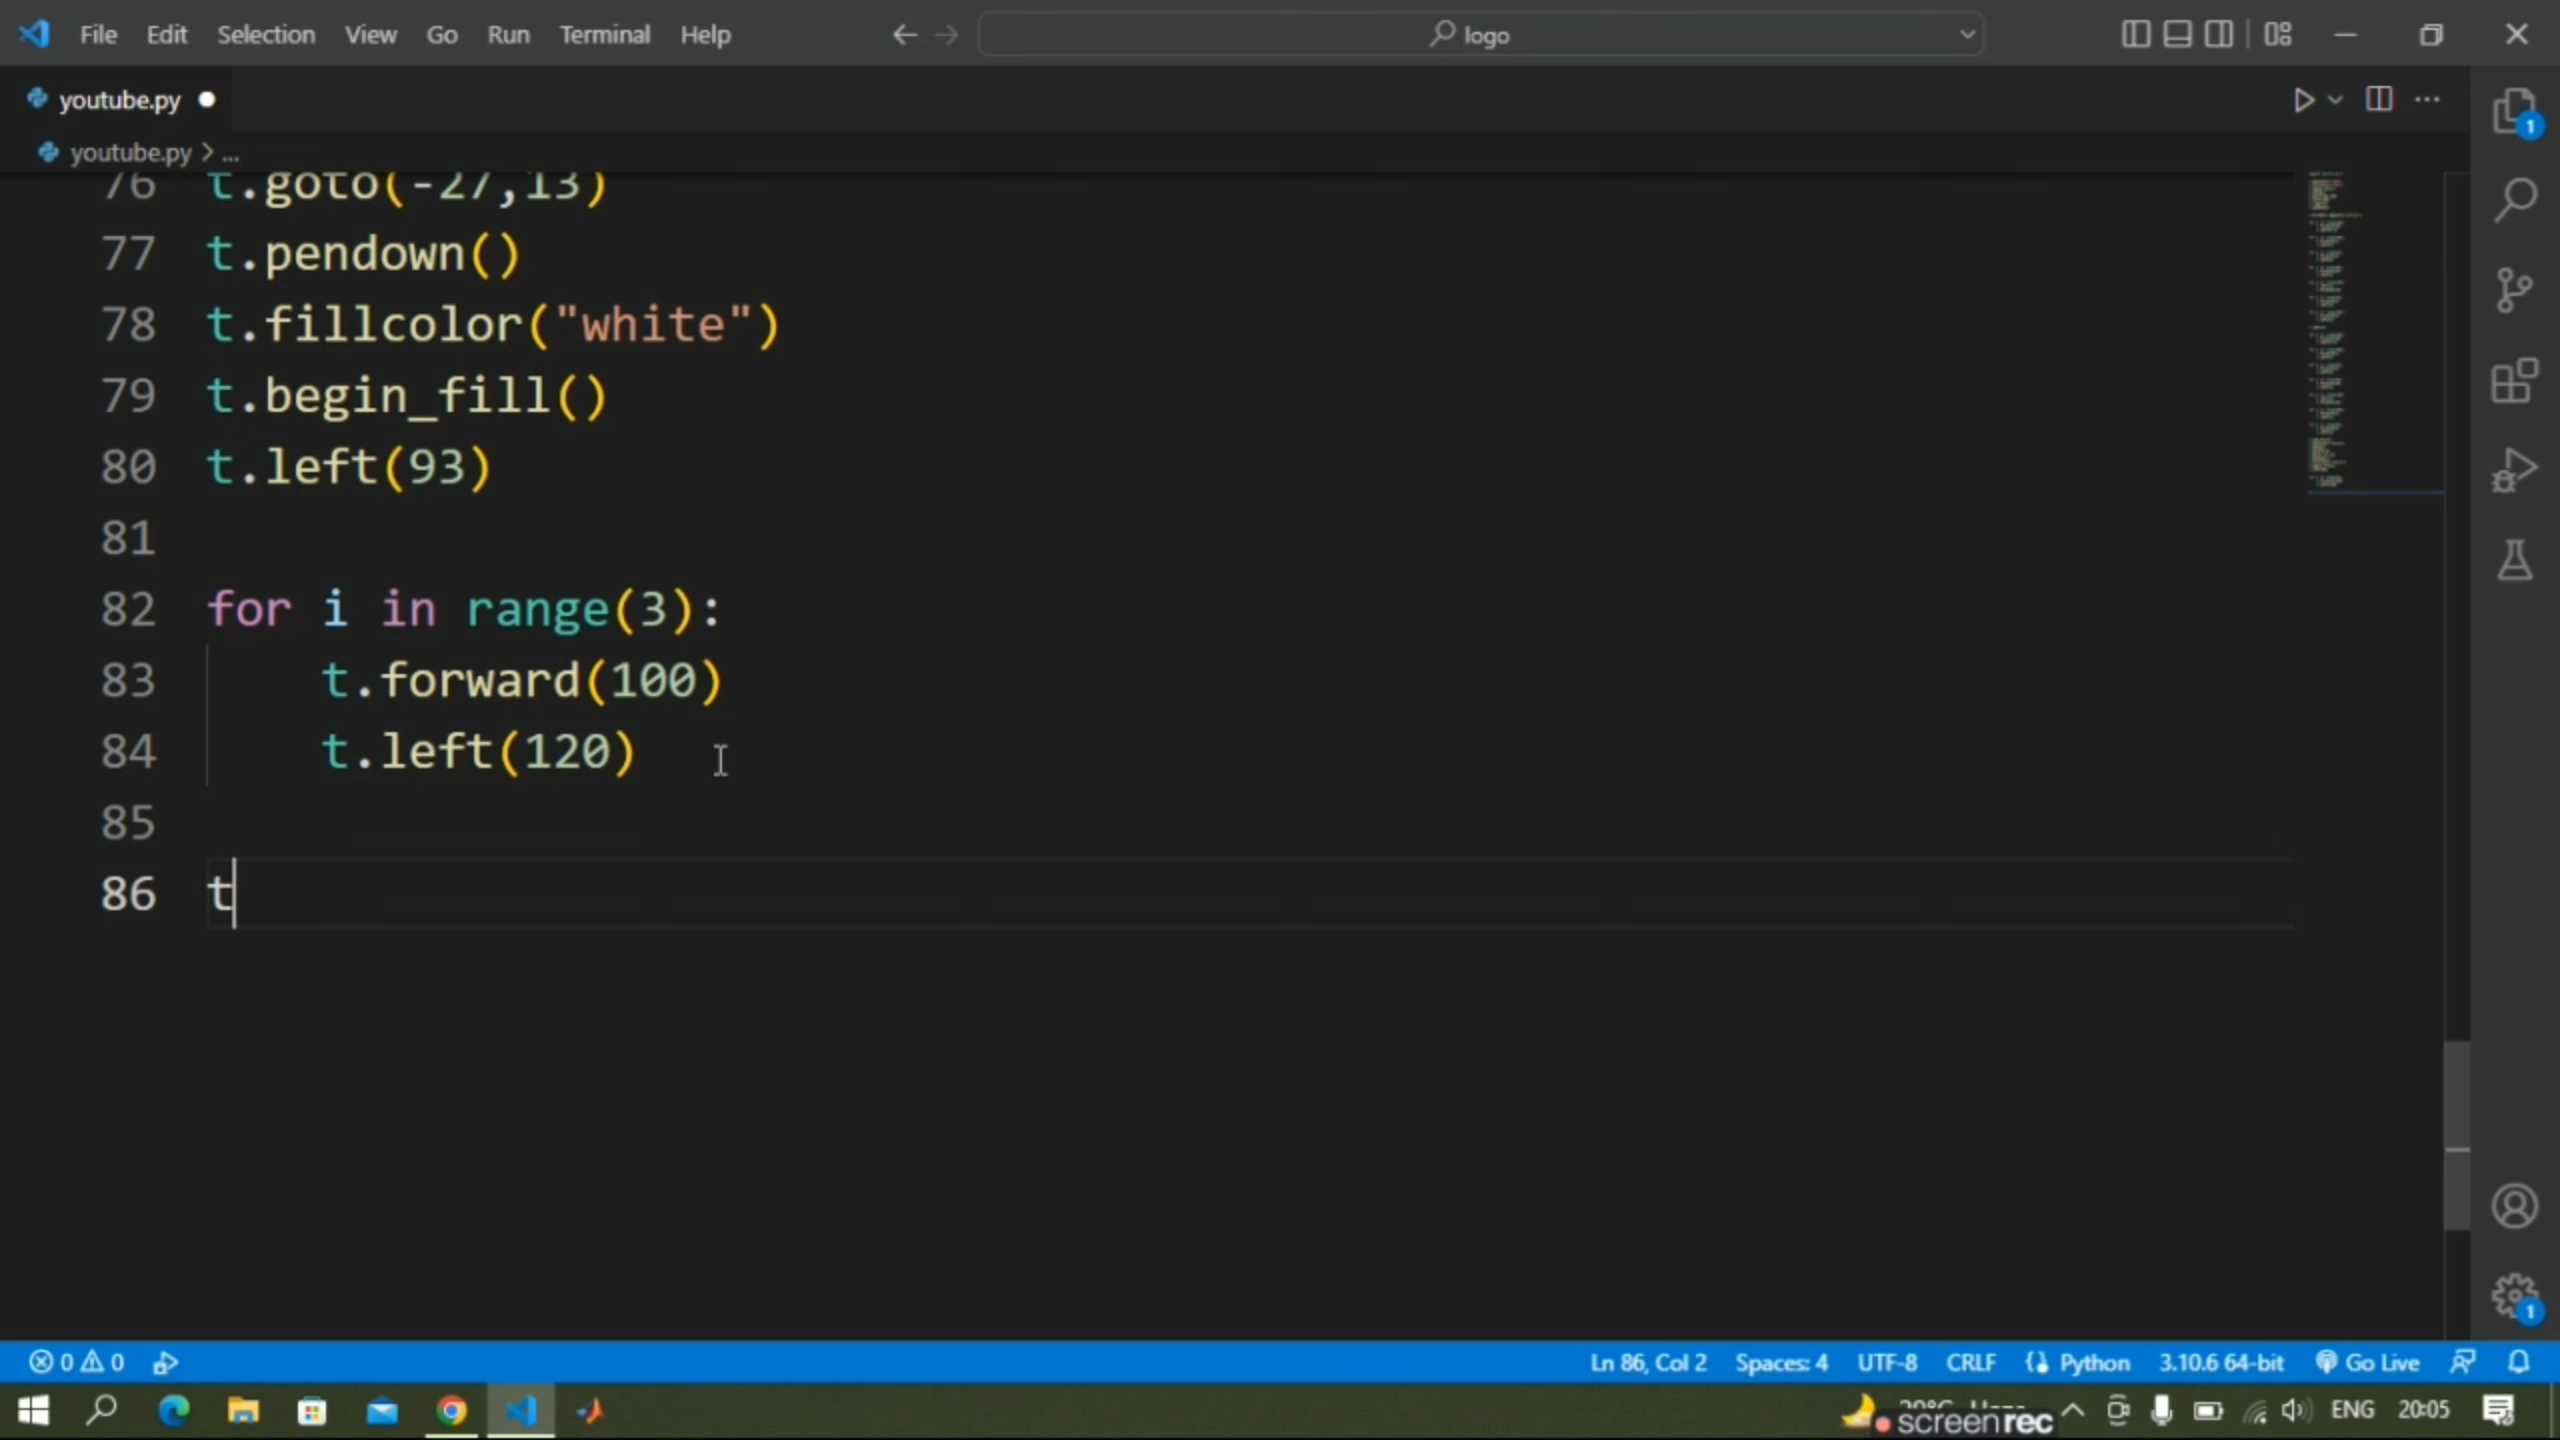 File Edit Selection View Go Run Terminal Help
logo
youtube.py
youtube.py > ...
76 t.goto(-27,13)
77 t.pendown()
78 t.fillcolor("white")
79 t.begin_fill()
80 t.left(93)
81
82 for i in range(3):
83 t.forward(100)
84 t.left(120)
85
86 t
1
1
0 0
Ln 86, Col 2 Spaces: 4 UTF-8 CRLF Python 3.10.6 64-bit Go Live
ENG 20:05
screenrec